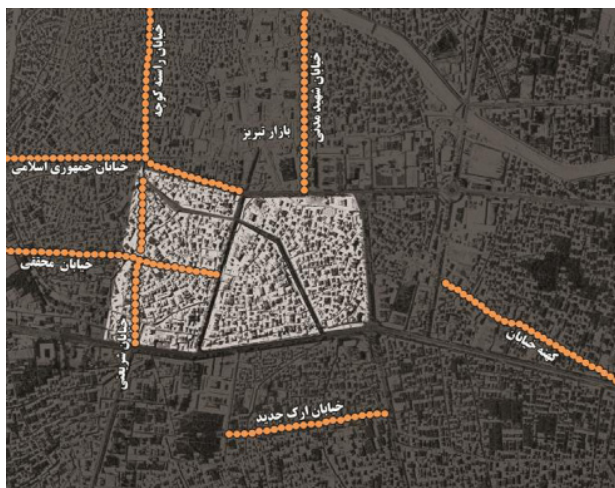 خیابان راسته کوچه
خیابان شهید مدنی
بازار تبریز
خیابان جمهوری اسلامی
خیابان محققی
خیابان شریعتی
کهنه خیابان
خیابان ارک جدید